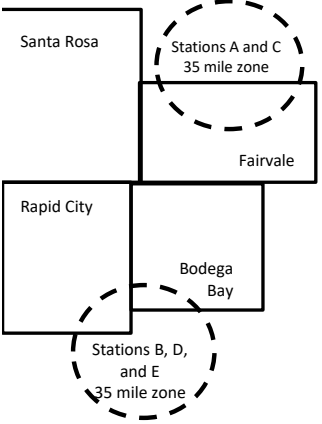 Santa Rosa
Stations A and C
35 mile zone
Fairvale
Rapid City
Bodega
Bay
Stations B, D,
and E
35 mile zone